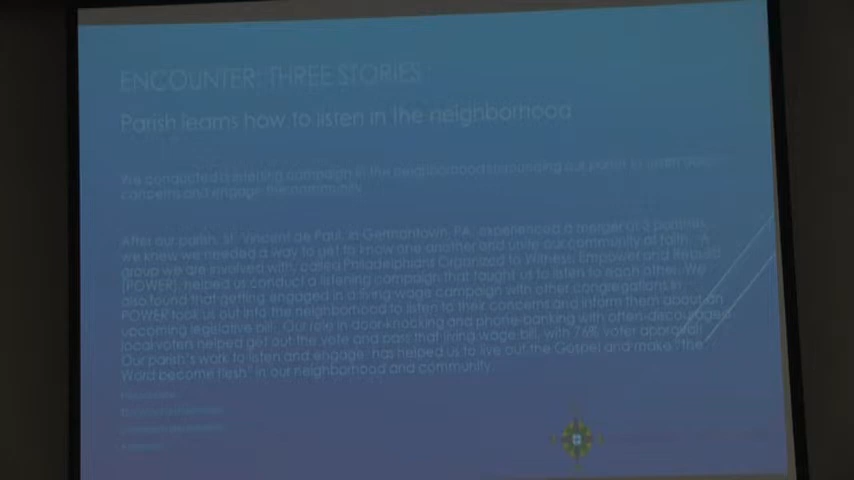 ENCOUNTER: THREE STORIES
Parish learns how to listen in the neighborhood
We conducted a listening campaign in the neighborhood surrounding our parish to learn about
concerns and engage the community.
After our parish, St. Vincent de Paul, in Germantown, PA, experienced a merger of 3 parishes,
we knew we needed a way to get to know one another and unite our community of faith. A
group we are involved with, called Philadelphians Organized to Witness Empower and Rebuild
(POWER), helped us conduct a listening campaign that taught us to listen to each other. We
also found that getting engaged in a living wage campaign with other congregations in
POWER took us out into the neighborhood to listen to their concerns and inform them about an
upcoming legislative bill. Our role in door-knocking and phone-banking with often-discouraged
local voters helped get out the vote and pass that living wage bill, with 76% voter approval!
Our parish's work to listen and engage, has helped us to live out the Gospel and make "the
Word become flesh" in our neighborhood and community.